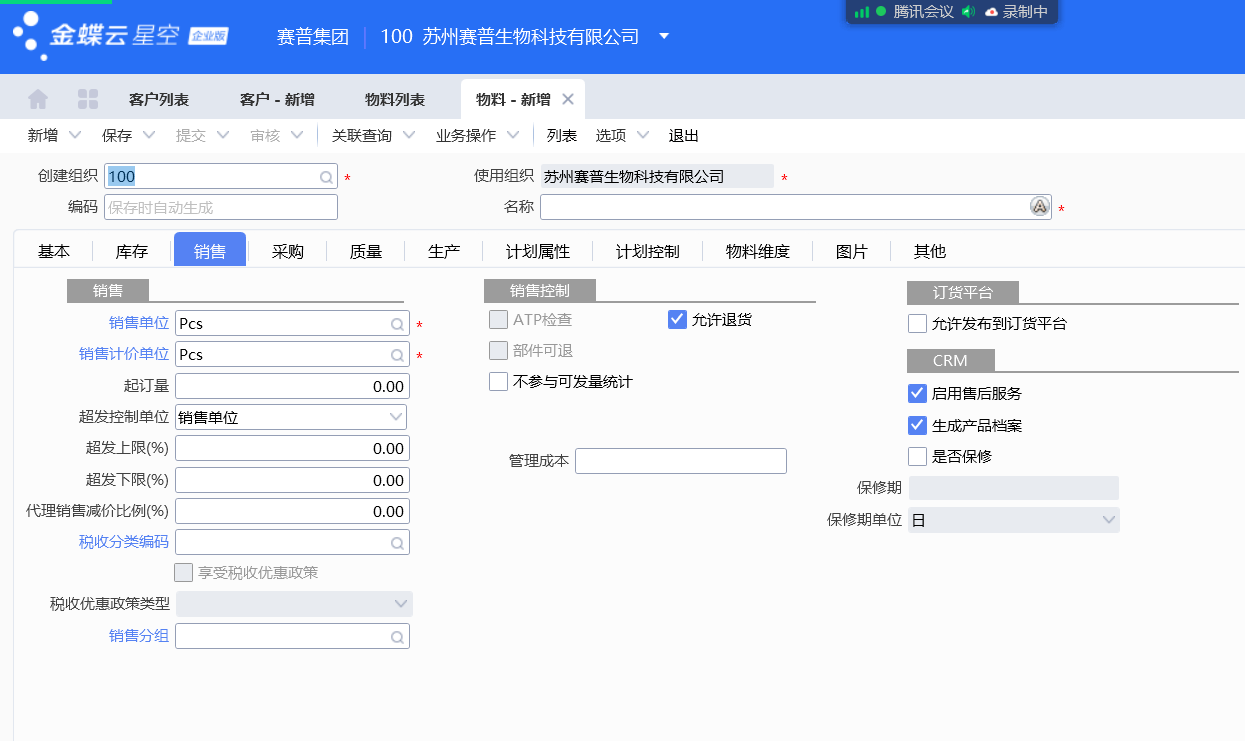 腾讯会议 录制中
金蝶云 星空 企业版 赛普集团 100 苏州赛普生物科技有限公司
客户列表 客户 - 新增 物料列表 物料 - 新增
新增 保存 提交 审核 关联查询 业务操作 列表 选项 退出
创建组织 100 * 使用组织 苏州赛普生物科技有限公司 *
编码 保存时自动生成 名称 A *
基本 库存 销售 采购 质量 生产 计划属性 计划控制 物料维度 图片 其他
销售 销售控制 订货平台
销售单位 Pcs * ATP检查 允许退货 允许发布到订货平台
销售计价单位 Pcs * 部件可退 CRM
起订量 0.00 不参与可发量统计 启用售后服务
超发控制单位 销售单位 生成产品档案
超发上限(%) 0.00 管理成本 是否保修
超发下限(%) 0.00 保修期
代理销售减价比例(%) 0.00 保修期单位 日
税收分类编码
享受税收优惠政策
税收优惠政策类型
销售分组